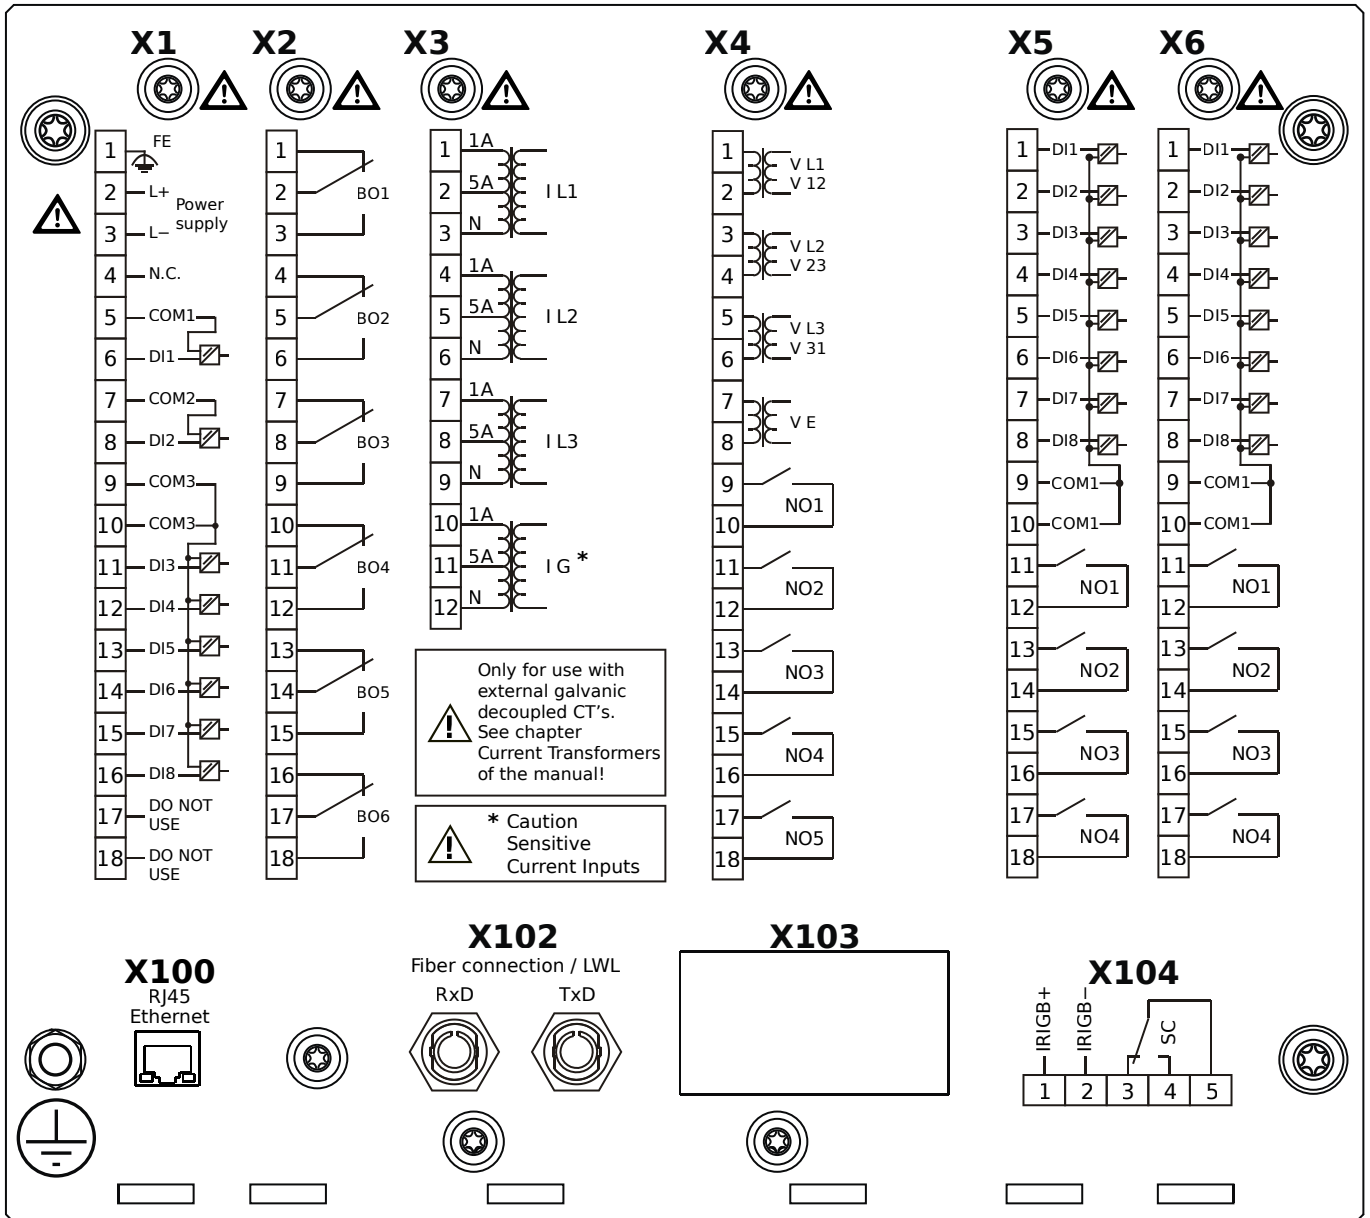 X1
1 FE
2 L+
Power
supply
3 L−
4 N.C.
5 COM1
6 DI1
7 COM2
8 DI2
9 COM3
10 COM3
11 DI3
12 DI4
13 DI5
14 DI6
15 DI7
16 DI8
17 DO NOT
USE
18 DO NOT
USE
X2
1
2 BO1
3
4
5 BO2
6
7
8 BO3
9
10
11 BO4
12
13
14 BO5
15
16
17 BO6
18
X3
1 1A
2 5A I L1
3 N
4 1A
5 5A I L2
6 N
7 1A
8 5A I L3
9 N
10 1A
11 5A I G *
12 N
Only for use with
external galvanic
decoupled CT's.
See chapter
Current Transformers
of the manual!
* Caution
Sensitive
Current Inputs
X4
1 V L1
2 V 12
3 V L2
4 V 23
5 V L3
6 V 31
7
V E
8
9
NO1
10
11
NO2
12
13
NO3
14
15
NO4
16
17
NO5
18
X5
1 DI1
2 DI2
3 DI3
4 DI4
5 DI5
6 DI6
7 DI7
8 DI8
9 COM1
10 COM1
11
NO1
12
13
NO2
14
15
NO3
16
17
NO4
18
X6
1 DI1
2 DI2
3 DI3
4 DI4
5 DI5
6 DI6
7 DI7
8 DI8
9 COM1
10 COM1
11
NO1
12
13
NO2
14
15
NO3
16
17
NO4
18
X100
RJ45
Ethernet
X102
Fiber connection / LWL
RxD TxD
X103
X104
IRIGB+
IRIGB−
SC
1 2 3 4 5